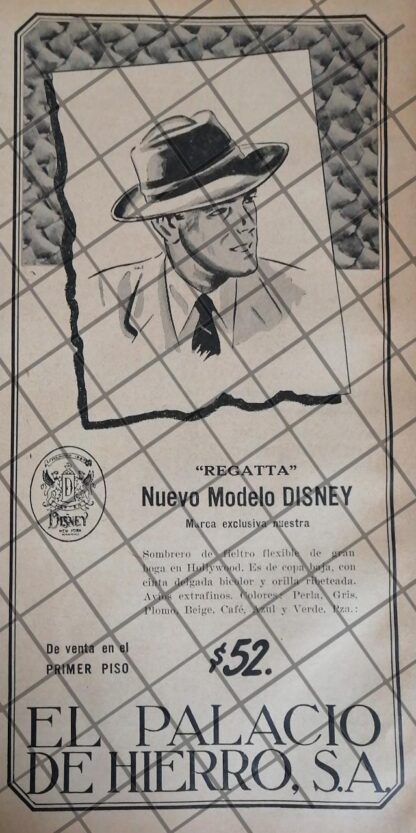 "REGATTA"
Nuevo Modelo DISNEY
Marca exclusiva nuestra
D
DISNEY
NEW YORK
Sombrero de fieltro flexible de gran
boga en Hollywood. Es de copa baja, con
cinta delgada bicolor y orilla ribeteada.
Avíos extrafinos. Colores: Perla, Gris,
Plomo, Beige, Café, Azul y Verde. Pza.:
De venta en el
PRIMER PISO
$52.
EL PALACIO
DE HIERRO, S.A.